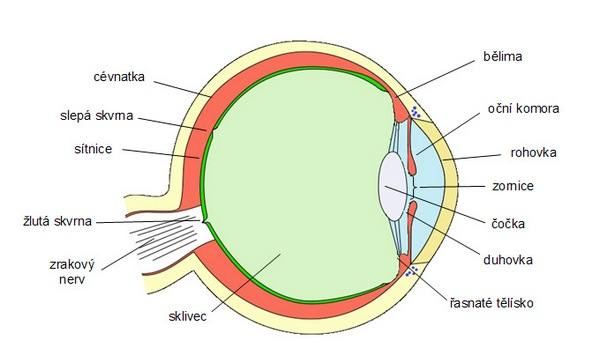 cévnatka
slepá skvrna
sítnice
žlutá skvrna
zrakový
nerv
sklivec
bělima
oční komora
rohovka
zornice
čočka
duhovka
řasnaté tělísko